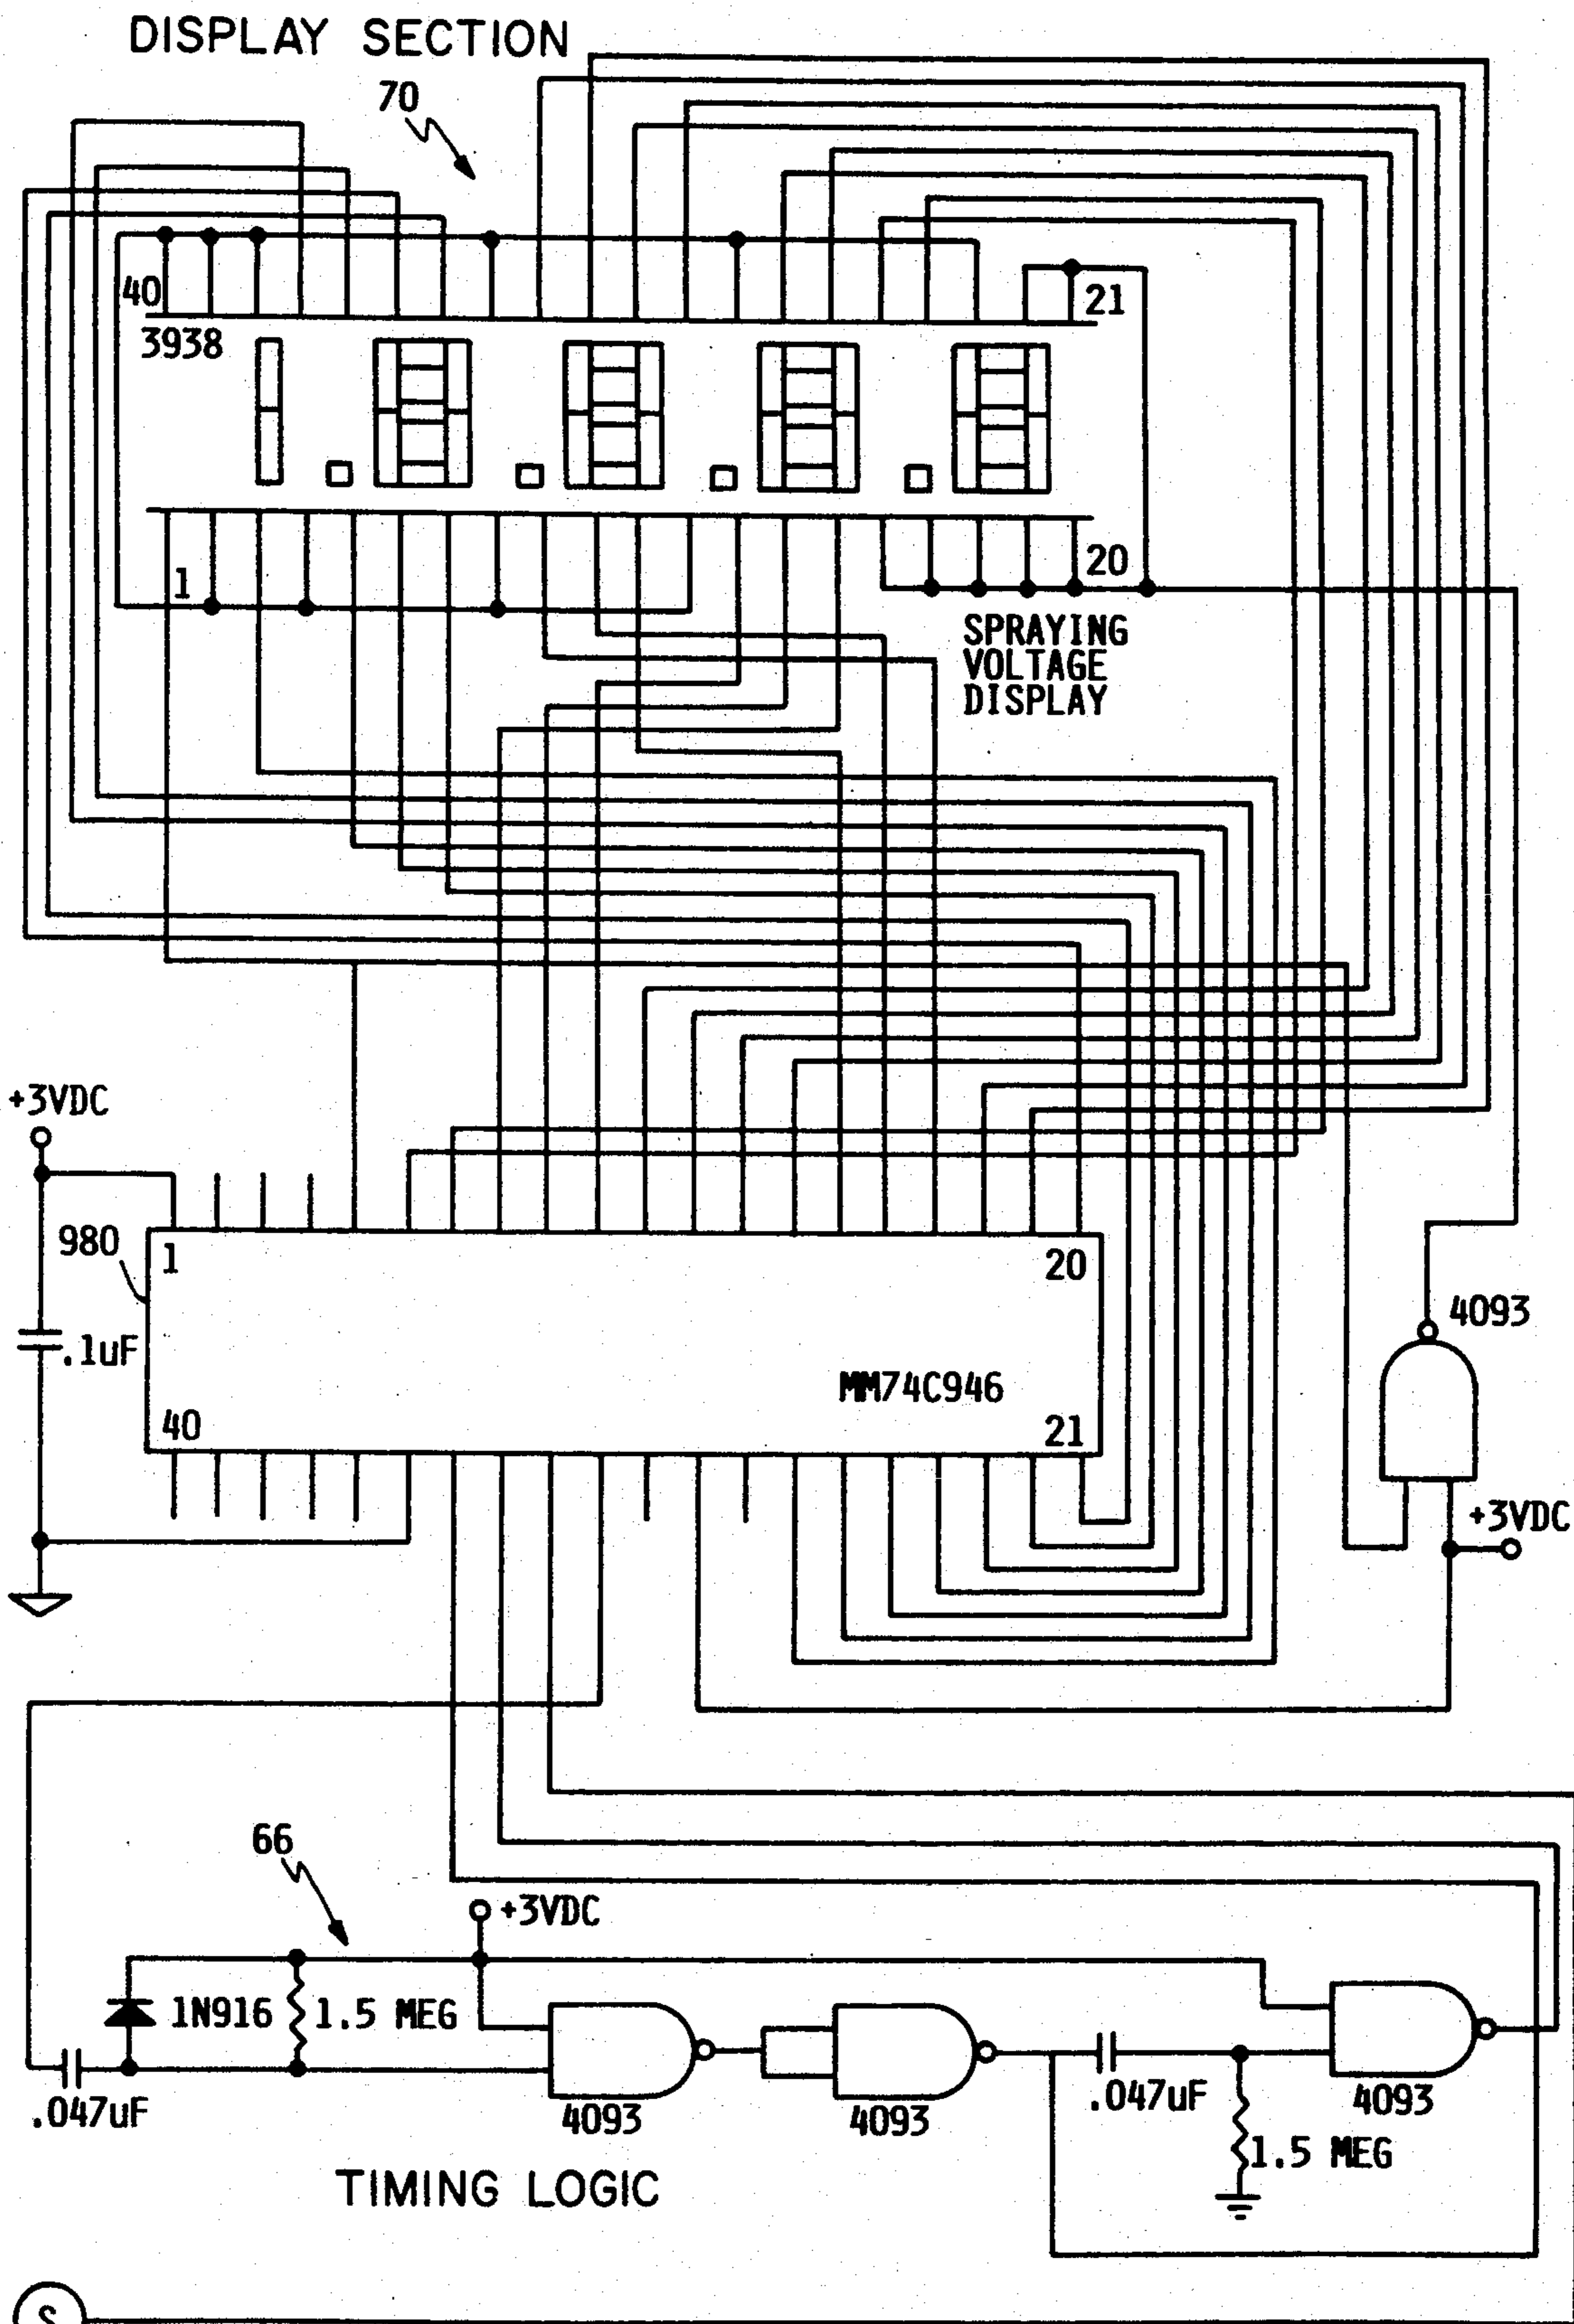 DISPLAY SECTION
70
40
21
3938
1
20
SPRAYING
VOLTAGE
DISPLAY
+3VDC
980
1
20
4093
.1uF
MM74C946
40
21
+3VDC
66
+3VDC
1N916
1.5 MEG
.047uF
4093
4093
.047uF
4093
1.5 MEG
TIMING LOGIC
S